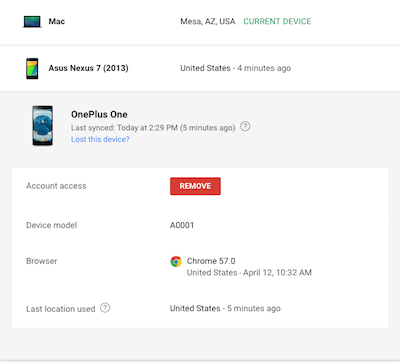 Mac Mesa, AZ, USA CURRENT DEVICE
Asus Nexus 7 (2013) United States - 4 minutes ago
OnePlus One
Last synced: Today at 2:29 PM (5 minutes ago) ?
Lost this device?
Account access REMOVE
Device model A0001
Browser Chrome 57.0
United States - April 12, 10:32 AM
Last location used ? United States - 5 minutes ago